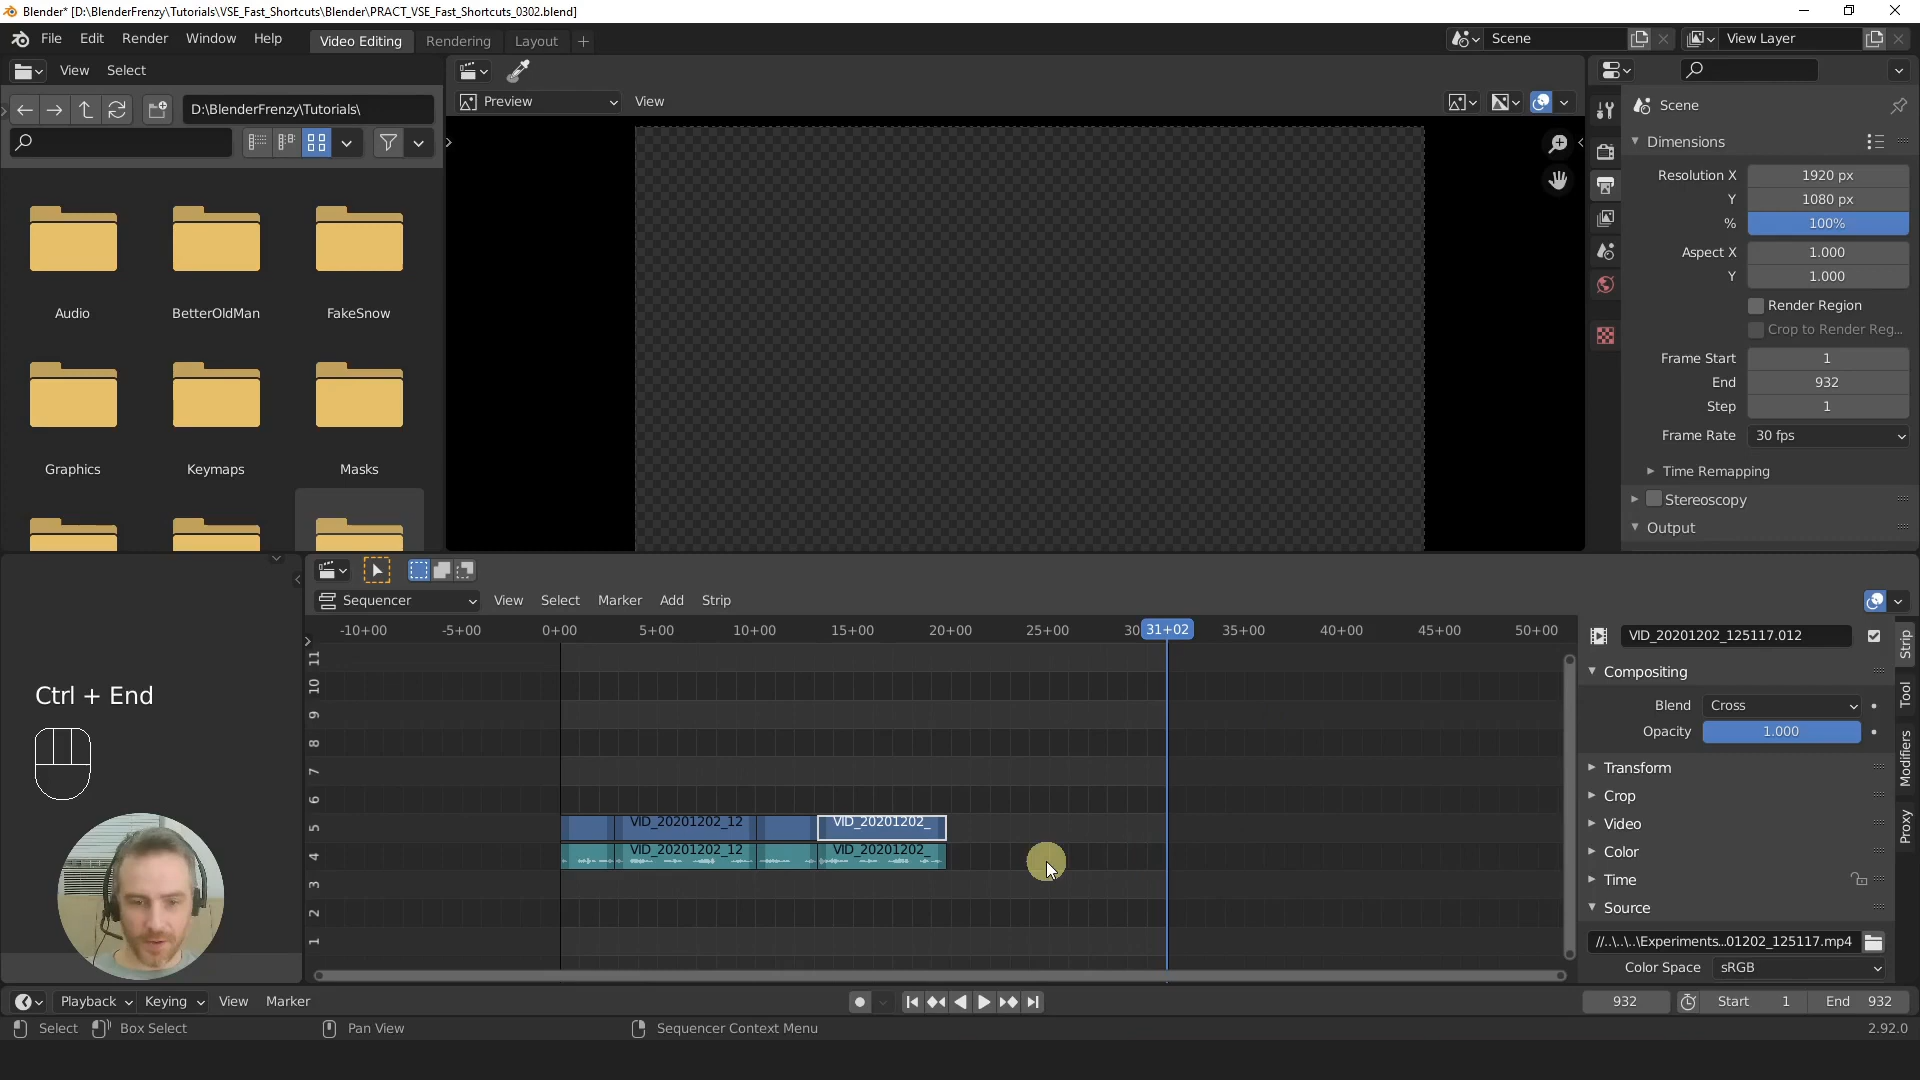 Blender* [D:\BlenderFrenzy\Tutorials\VSE_Fast_Shortcuts\Blender\PRACT_VSE_Fast_Shortcuts_0302.blend]
File Edit Render Window Help Video Editing Rendering Layout + Scene View Layer
View Select
D:\BlenderFrenzy\Tutorials\ Preview View Scene
Dimensions
Resolution X 1920 px
Y 1080 px
% 100%
Aspect X 1.000
Y 1.000
Render Region
Crop to Render Reg...
Audio BetterOldMan FakeSnow
Frame Start 1
End 932
Step 1
Frame Rate 30 fps
Time Remapping
Graphics Keymaps Masks
Stereoscopy
Output
Sequencer View Select Marker Add Strip
-10+00 -5+00 0+00 5+00 10+00 15+00 20+00 25+00 30 31+02 35+00 40+00 45+00 50+00
11
10
9
8
7
6
5
4
3
2
1
VID_20201202_12 VID_20201202_
VID_20201202_12 VID_20201202_
Ctrl + End
VID_20201202_125117.012
Compositing
Blend Cross
Opacity 1.000
Transform
Crop
Video
Color
Time
Source
//..\..\..\Experiments...01202_125117.mp4
Color Space sRGB
Strip
Tool
Modifiers
Proxy
Playback Keying View Marker 932 Start 1 End 932
Select Box Select Pan View Sequencer Context Menu 2.92.0